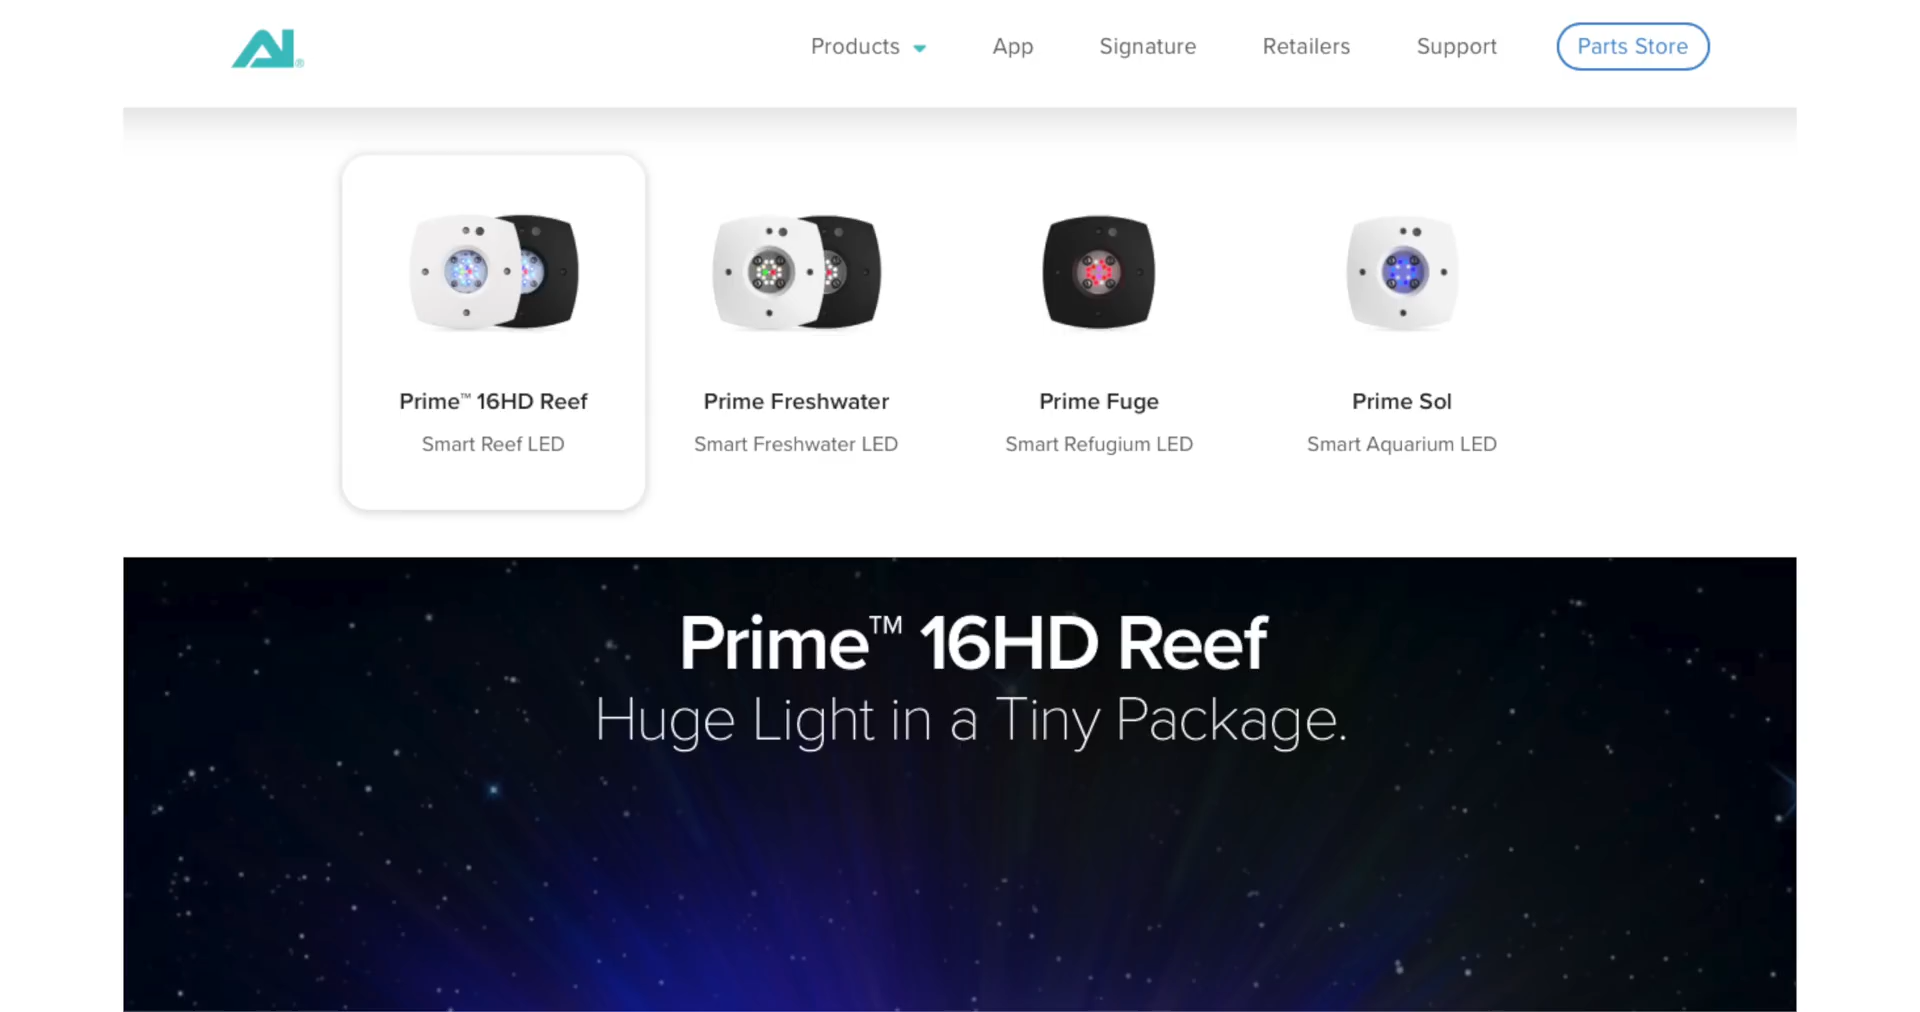 AI®
Products
App
Signature
Retailers
Support
Parts Store
Prime™ 16HD Reef
Smart Reef LED
Prime Freshwater
Smart Freshwater LED
Prime Fuge
Smart Refugium LED
Prime Sol
Smart Aquarium LED
Prime™ 16HD Reef
Huge Light in a Tiny Package.